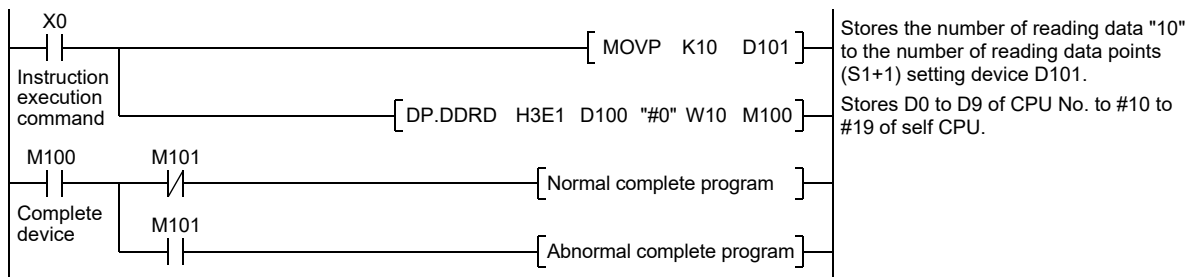 X0
MOVP K10 D101
Stores the number of reading data "10"
to the number of reading data points
(S1+1) setting device D101.
Instruction
execution
command
DP.DDRD H3E1 D100 "#0" W10 M100
Stores D0 to D9 of CPU No. to #10 to
#19 of self CPU.
M100
M101
Normal complete program
Complete
device
M101
Abnormal complete program